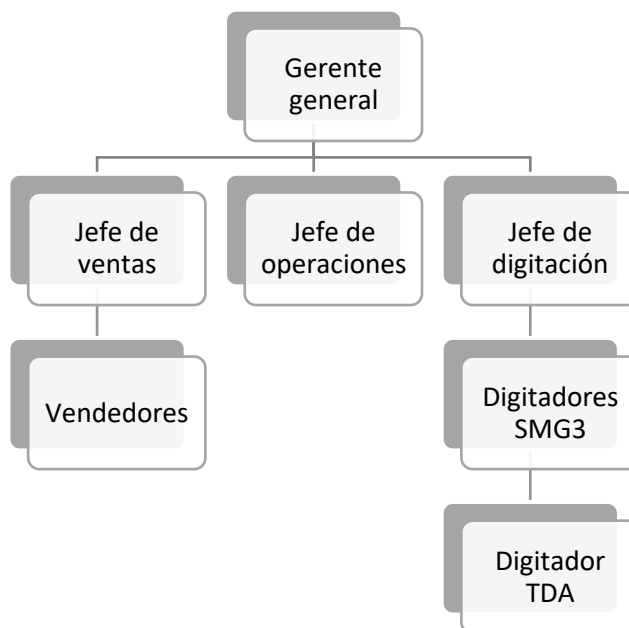 Gerente
general
Jefe de
ventas
Jefe de
operaciones
Jefe de
digitación
Vendedores
Digitadores
SMG3
Digitador
TDA